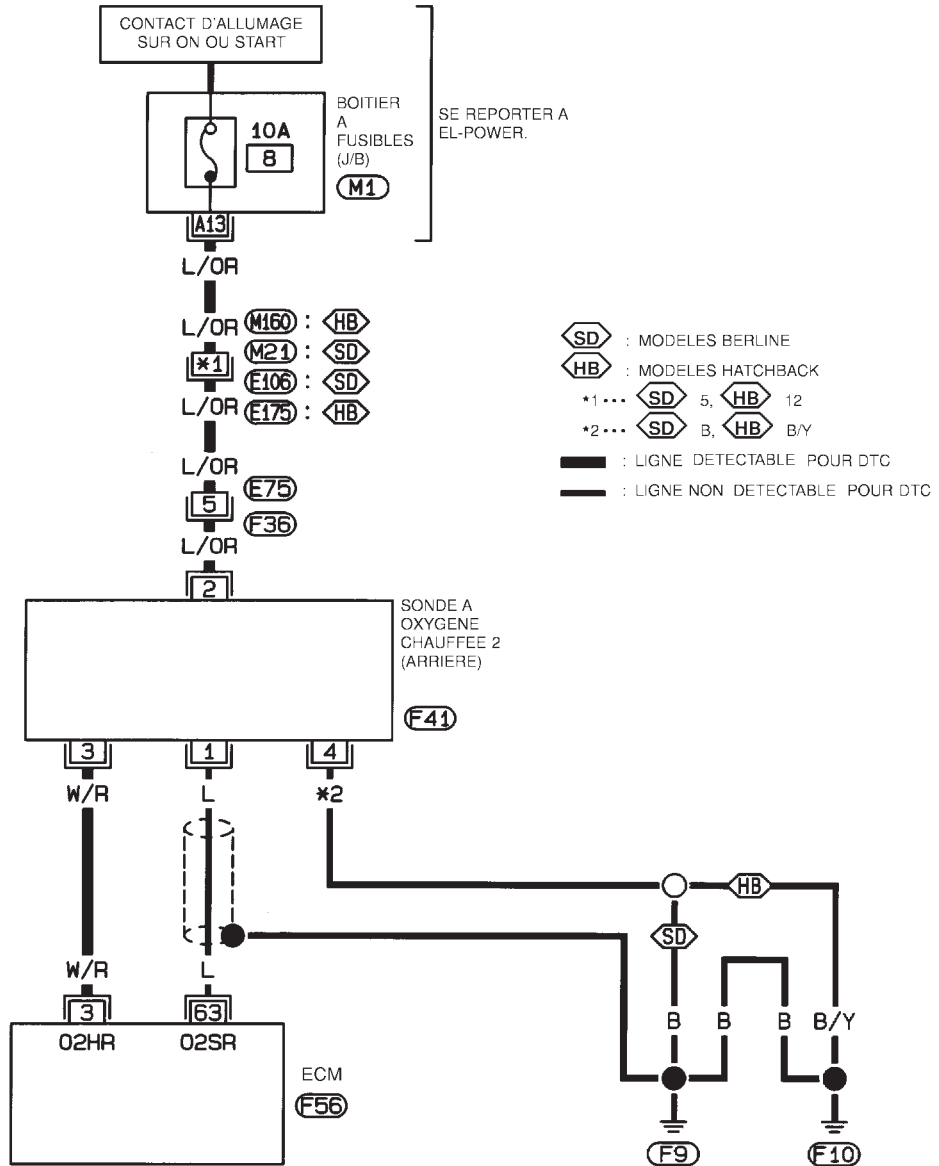 CONTACT D'ALLUMAGE
SUR ON OU START
BOITIER
A
FUSIBLES
(J/B)
M1
10A
8
SE REPORTER A
EL-POWER.
A13
L/OR
L/OR
M160 : HB
*1
M21 : SD
E106 : SD
L/OR
E175 : HB
SD : MODELES BERLINE
HB : MODELES HATCHBACK
*1 ••• SD 5, HB 12
*2 ••• SD B, HB B/Y
: LIGNE DETECTABLE POUR DTC
: LIGNE NON DETECTABLE POUR DTC
L/OR
E75
5
F36
L/OR
2
SONDE A
OXYGENE
CHAUFFEE 2
(ARRIERE)
F41
3 1 4
W/R L *2
HB
SD
W/R L
B B B B/Y
3 63
O2HR O2SR
ECM
F56
F9 F10